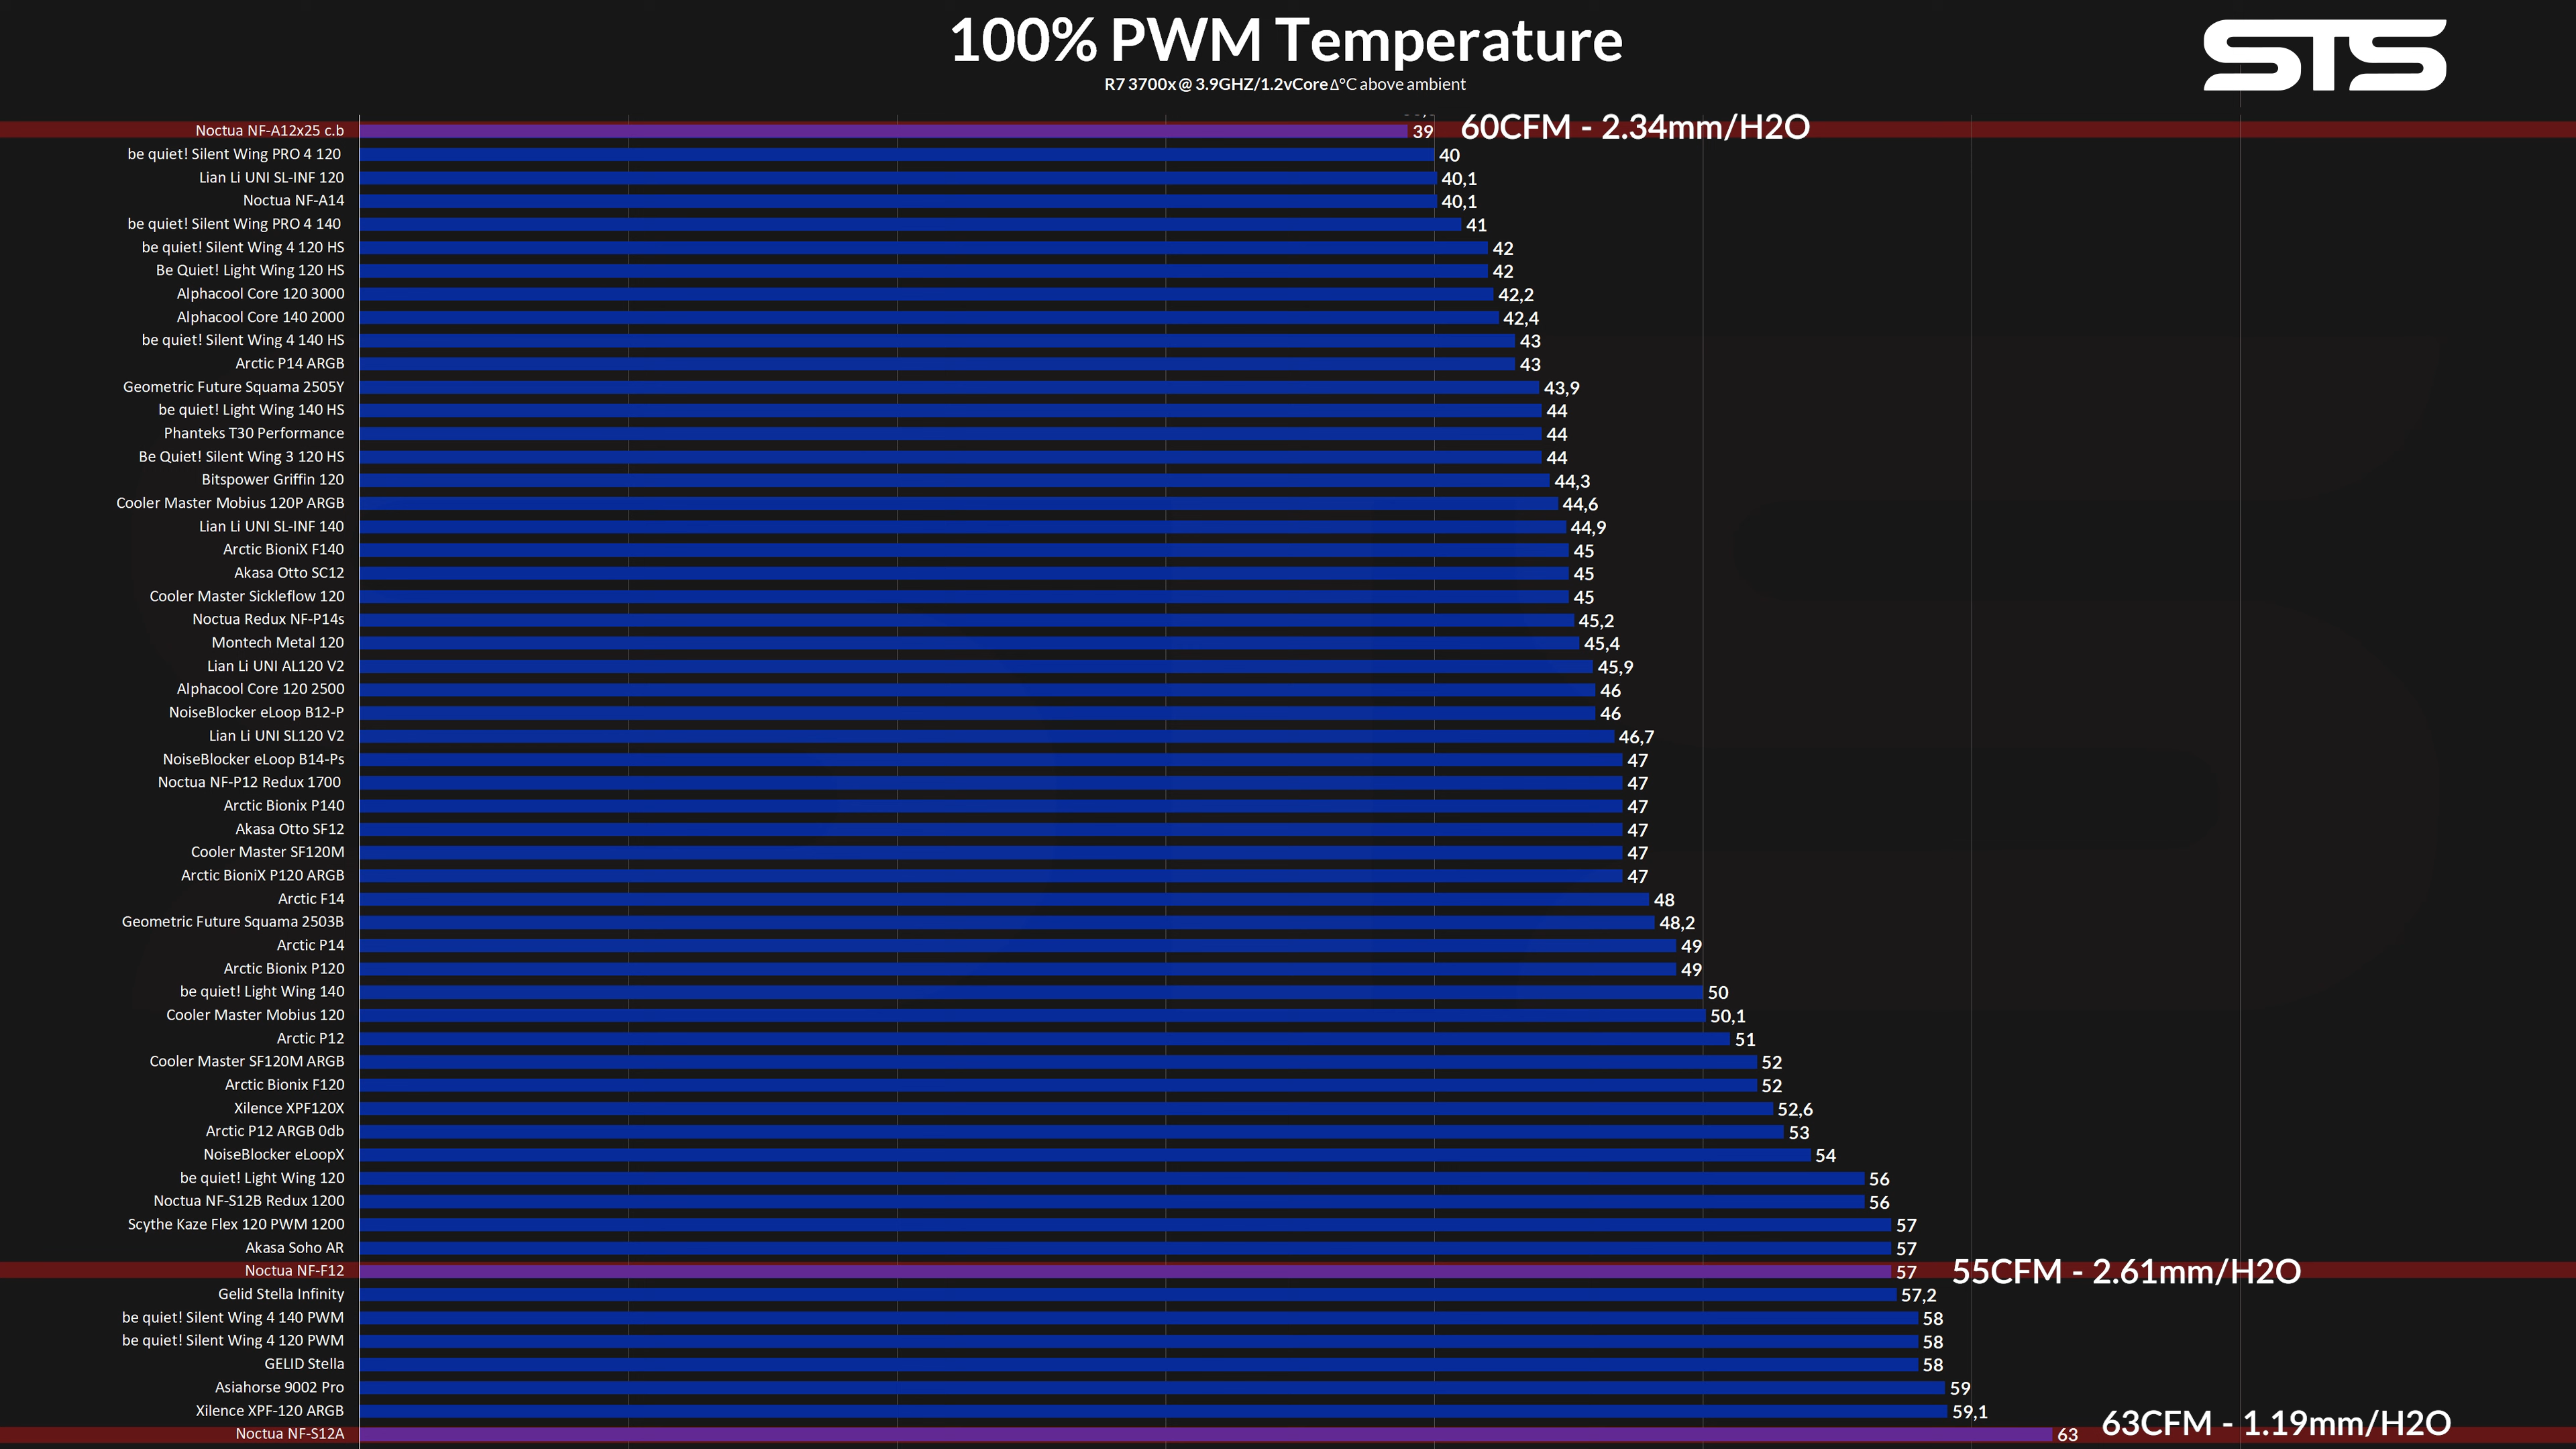 100% PWM Temperature
STS
R7 3700x @ 3.9GHZ/1.2vCore Δ°C above ambient
Noctua NF-A12x25 c.b 39 60CFM - 2.34mm/H2O
be quiet! Silent Wing PRO 4 120 40
Lian Li UNI SL-INF 120 40,1
Noctua NF-A14 40,1
be quiet! Silent Wing PRO 4 140 41
be quiet! Silent Wing 4 120 HS 42
Be Quiet! Light Wing 120 HS 42
Alphacool Core 120 3000 42,2
Alphacool Core 140 2000 42,4
be quiet! Silent Wing 4 140 HS 43
Arctic P14 ARGB 43
Geometric Future Squama 2505Y 43,9
be quiet! Light Wing 140 HS 44
Phanteks T30 Performance 44
Be Quiet! Silent Wing 3 120 HS 44
Bitspower Griffin 120 44,3
Cooler Master Mobius 120P ARGB 44,6
Lian Li UNI SL-INF 140 44,9
Arctic BioniX F140 45
Akasa Otto SC12 45
Cooler Master Sickleflow 120 45
Noctua Redux NF-P14s 45,2
Montech Metal 120 45,4
Lian Li UNI AL120 V2 45,9
Alphacool Core 120 2500 46
NoiseBlocker eLoop B12-P 46
Lian Li UNI SL120 V2 46,7
NoiseBlocker eLoop B14-Ps 47
Noctua NF-P12 Redux 1700 47
Arctic Bionix P140 47
Akasa Otto SF12 47
Cooler Master SF120M 47
Arctic BioniX P120 ARGB 47
Arctic F14 48
Geometric Future Squama 2503B 48,2
Arctic P14 49
Arctic Bionix P120 49
be quiet! Light Wing 140 50
Cooler Master Mobius 120 50,1
Arctic P12 51
Cooler Master SF120M ARGB 52
Arctic Bionix F120 52
Xilence XPF120X 52,6
Arctic P12 ARGB 0db 53
NoiseBlocker eLoopX 54
be quiet! Light Wing 120 56
Noctua NF-S12B Redux 1200 56
Scythe Kaze Flex 120 PWM 1200 57
Akasa Soho AR 57
Noctua NF-F12 57 55CFM - 2.61mm/H2O
Gelid Stella Infinity 57,2
be quiet! Silent Wing 4 140 PWM 58
be quiet! Silent Wing 4 120 PWM 58
GELID Stella 58
Asiahorse 9002 Pro 59
Xilence XPF-120 ARGB 59,1
Noctua NF-S12A 63 63CFM - 1.19mm/H2O